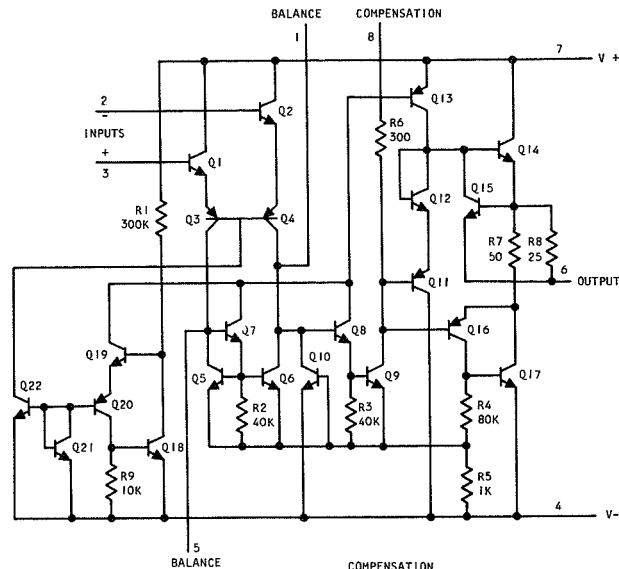 BALANCE
COMPENSATION
1
8
7
V +
2
-
Q2
Q13
INPUTS
R6
300
Q14
+
3
Q1
Q12
Q15
R1
300K
Q3
Q4
R7
50
R8
25
6
OUTPUT
Q11
Q7
Q8
Q16
Q19
Q10
Q22
Q5
Q6
Q9
Q17
Q20
R2
40K
R3
40K
R4
80K
Q21
Q18
R9
10K
R5
1K
4
V-
5
BALANCE
COMPENSATION